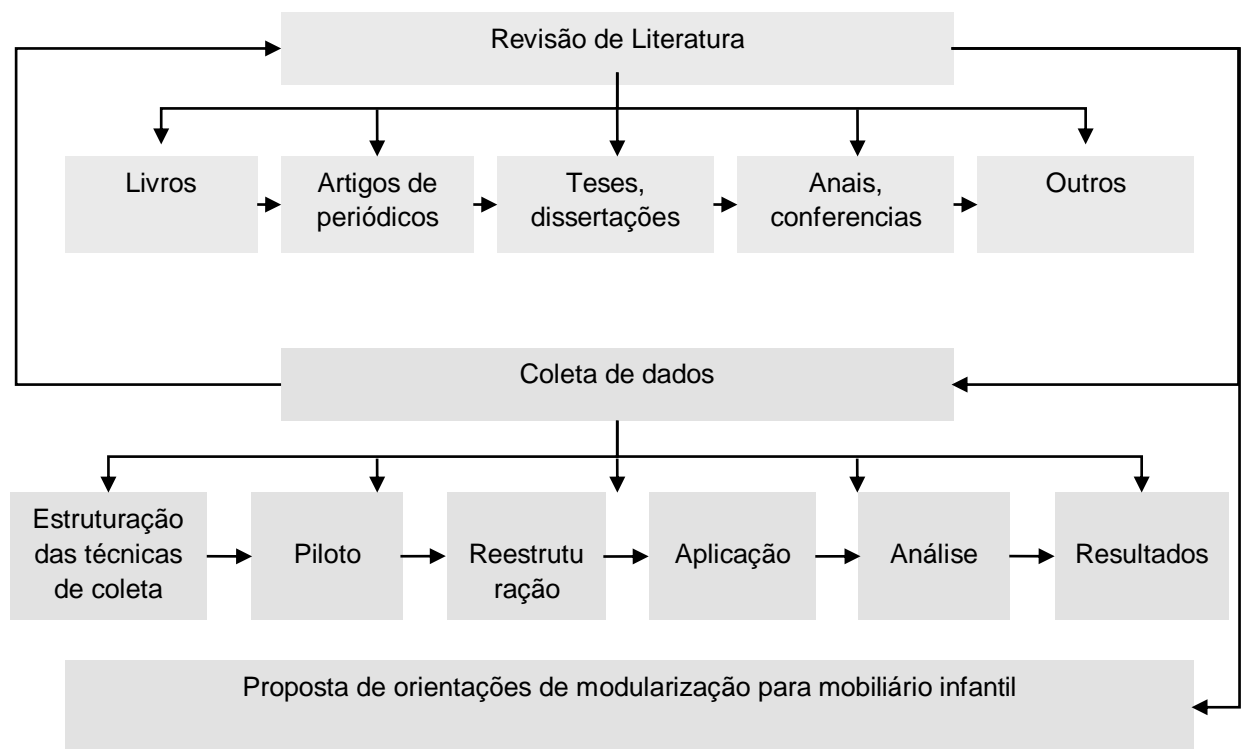 Revisão de Literatura
Livros
Artigos de
periódicos
Teses,
dissertações
Anais,
conferencias
Outros
Coleta de dados
Estruturação
das técnicas
de coleta
Piloto
Reestrutu
ração
Aplicação
Análise
Resultados
Proposta de orientações de modularização para mobiliário infantil